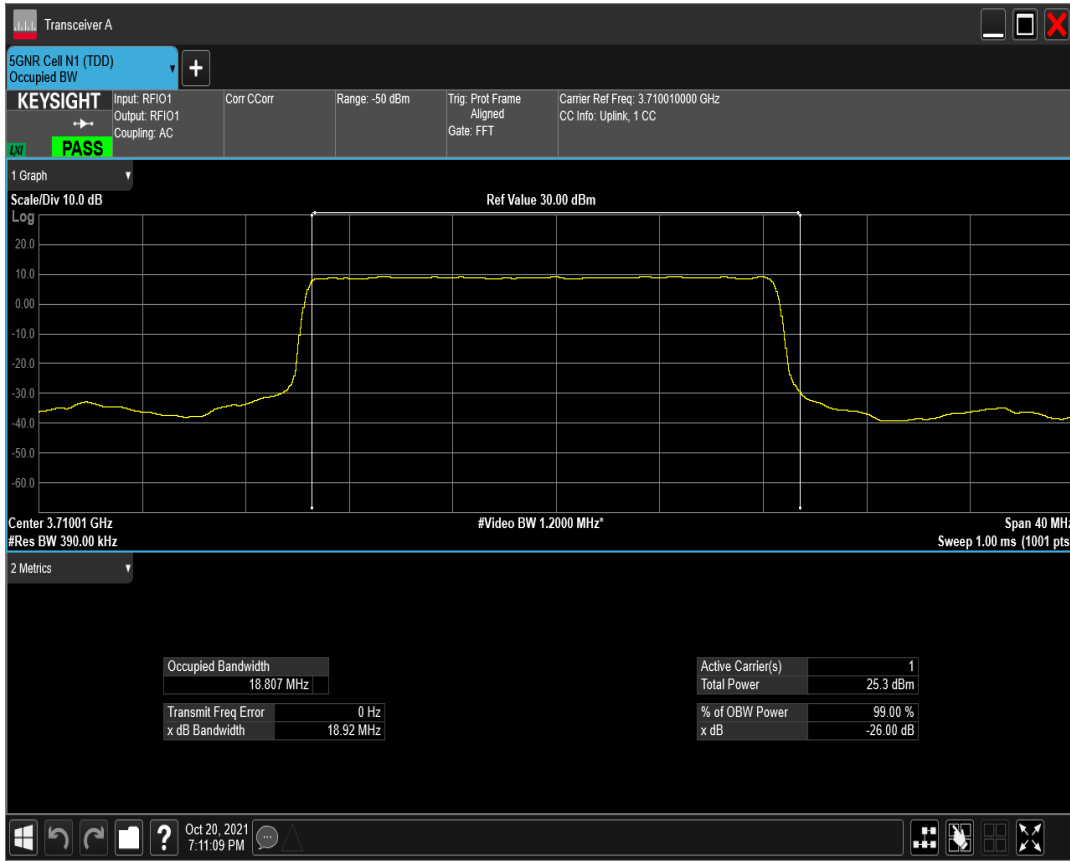 Transceiver A
5GNR Cell N1 (TDD)
Occupied BW
+
KEYSIGHT
LXI
PASS
Input: RFIO1
Output: RFIO1
Coupling: AC
Corr CCorr
Range: -50 dBm
Trig: Prot Frame
Aligned
Gate: FFT
Carrier Ref Freq: 3.710010000 GHz
CC Info: Uplink, 1 CC
1 Graph
Scale/Div 10.0 dB
Ref Value 30.00 dBm
Log
20.0
10.0
0.00
-10.0
-20.0
-30.0
-40.0
-50.0
-60.0
Center 3.71001 GHz
#Video BW 1.2000 MHz*
Span 40 MHz
#Res BW 390.00 kHz
Sweep 1.00 ms (1001 pts
2 Metrics
Occupied Bandwidth
18.807 MHz
Transmit Freq Error 0 Hz
x dB Bandwidth 18.92 MHz
Active Carrier(s) 1
Total Power 25.3 dBm
% of OBW Power 99.00 %
x dB -26.00 dB
?
Oct 20, 2021
7:11:09 PM